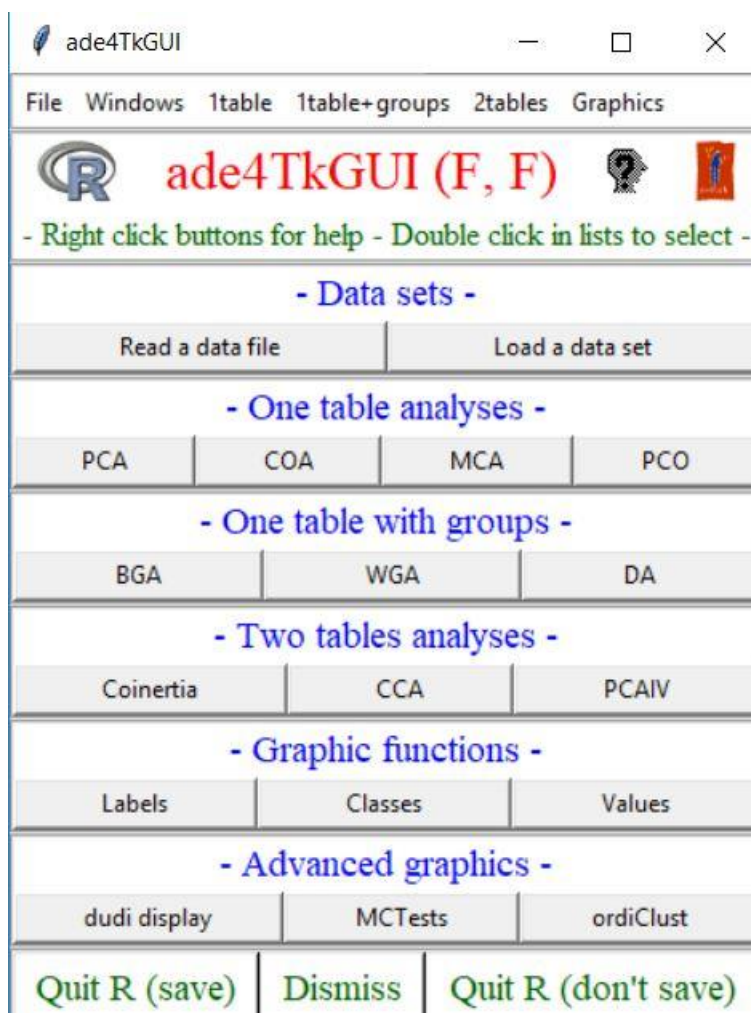 ade4TkGUI
File Windows 1table 1table+groups 2tables Graphics
R ade4TkGUI (F, F) ?
- Right click buttons for help - Double click in lists to select -
- Data sets -
Read a data file Load a data set
- One table analyses -
PCA COA MCA PCO
- One table with groups -
BGA WGA DA
- Two tables analyses -
Coinertia CCA PCAIV
- Graphic functions -
Labels Classes Values
- Advanced graphics -
dudi display MCTests ordiClust
Quit R (save) Dismiss Quit R (don't save)